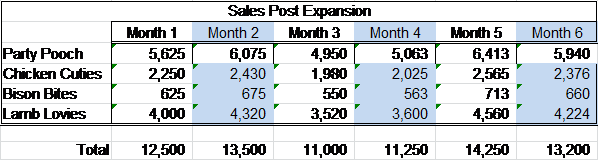 Sales Post Expansion
Month 1 Month 2 Month 3 Month 4 Month 5 Month 6
Party Pooch 5,625 6,075 4,950 5,063 6,413 5,940
Chicken Cuties 2,250 2,430 1,980 2,025 2,565 2,376
Bison Bites 625 675 550 563 713 660
Lamb Lovies 4,000 4,320 3,520 3,600 4,560 4,224
Total 12,500 13,500 11,000 11,250 14,250 13,200